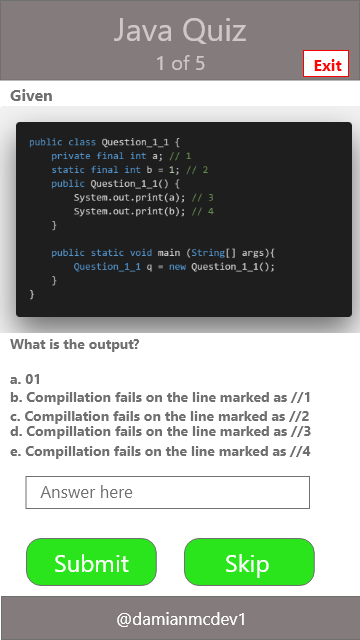 Java Quiz
1 of 5
Exit
Given
public class Question_1_1 {
private final int a; // 1
static final int b = 1; // 2
public Question_1_1() {
System.out.print(a); // 3
System.out.print(b); // 4
}
public static void main (String[] args){
Question_1_1 q = new Question_1_1();
}
}
What is the output?
a. 01
b. Compillation fails on the line marked as //1
c. Compillation fails on the line marked as //2
d. Compillation fails on the line marked as //3
e. Compillation fails on the line marked as //4
Answer here
Submit
Skip
@damianmcdev1